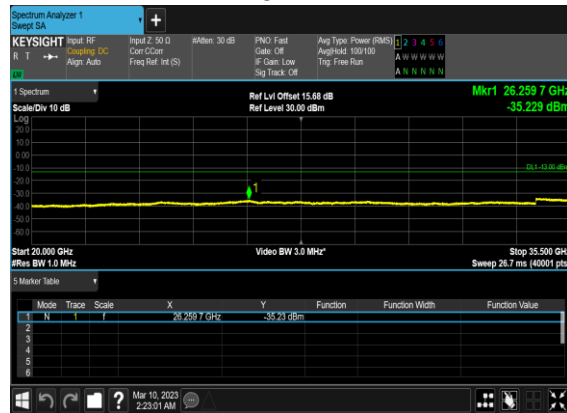 Spectrum Analyzer 1
Swept SA
KEYSIGHT Input: RF Input Z: 50 Ω #Atten: 30 dB PNO: Fast Avg Type: Power (RMS) 1 2 3 4 5 6
R T Coupling: DC Corr CCorr Gate: Off Avg|Hold: 100/100 A W W W W W
Align: Auto Freq Ref: Int (S) IF Gain: Low Trig: Free Run A N N N N N
Sig Track: Off
LW
1 Spectrum
Ref Lvl Offset 15.68 dB Mkr1 26.259 7 GHz
Scale/Div 10 dB Ref Level 30.00 dBm -35.229 dBm
Log
20.0
10.0
0.00
-10.0 DL1 -13.00 dBm
-20.0
-30.0 1
-40.0
-50.0
-60.0
Start 20.000 GHz Video BW 3.0 MHz* Stop 35.500 GHz
#Res BW 1.0 MHz Sweep 26.7 ms (40001 pts
5 Marker Table
Mode Trace Scale X Y Function Function Width Function Value
1 N 1 f 26.259 7 GHz -35.23 dBm
2
3
4
5
6
Mar 10, 2023
2:23:01 AM